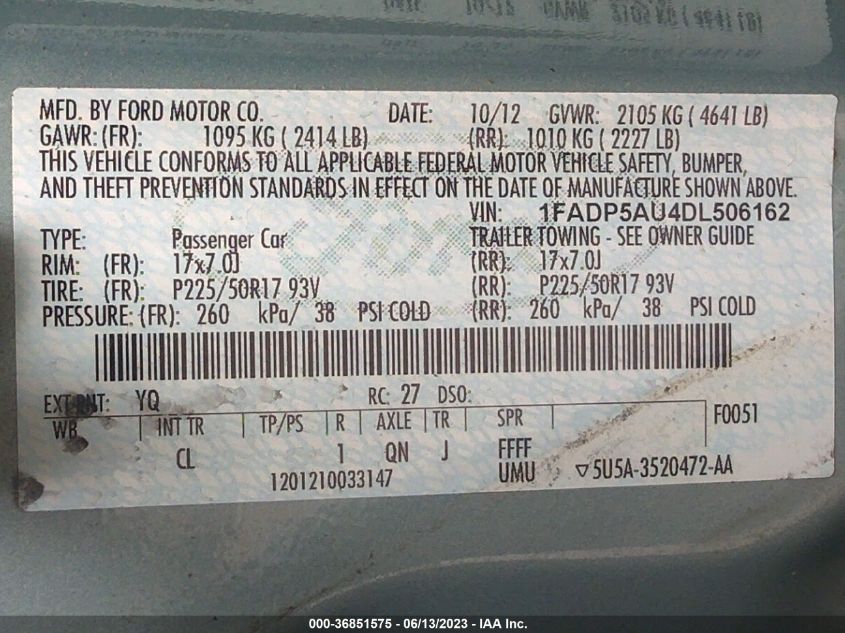 MFD. BY FORD MOTOR CO. DATE: 10/12 GVWR: 2105 KG ( 4641 LB)
GAWR: (FR): 1095 KG ( 2414 LB) (RR): 1010 KG ( 2227 LB)
THIS VEHICLE CONFORMS TO ALL APPLICABLE FEDERAL MOTOR VEHICLE SAFETY, BUMPER,
AND THEFT PREVENTION STANDARDS IN EFFECT ON THE DATE OF MANUFACTURE SHOWN ABOVE.
VIN: 1FADP5AU4DL506162
TYPE: Passenger Car TRAILER TOWING - SEE OWNER GUIDE
RIM: (FR): 17x7.0J (RR): 17x7.0J
TIRE: (FR): P225/50R17 93V (RR): P225/50R17 93V
PRESSURE: (FR): 260 kPa/ 38 PSI COLD (RR): 260 kPa/ 38 PSI COLD
EXT PNT: YQ RC: 27 DSO:
WB INT TR TP/PS R AXLE TR SPR F0051
CL 1 QN J FFFF
UMU ▽5U5A-3520472-AA
1201210033147
000-36851575 - 06/13/2023 - IAA Inc.